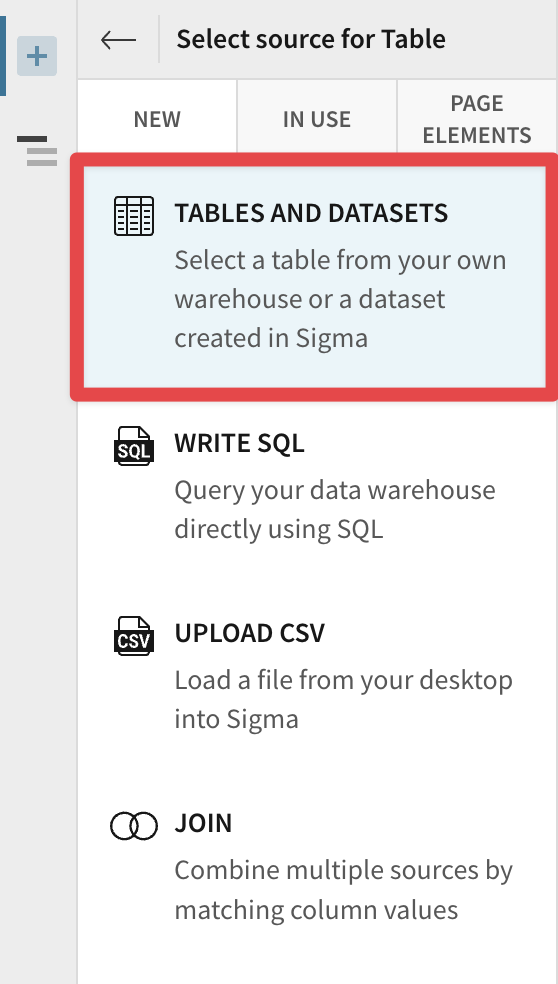 Select source for Table
NEW
IN USE
PAGE
ELEMENTS
TABLES AND DATASETS
Select a table from your own
warehouse or a dataset
created in Sigma
SQL
WRITE SQL
Query your data warehouse
directly using SQL
CSV
UPLOAD CSV
Load a file from your desktop
into Sigma
JOIN
Combine multiple sources by
matching column values